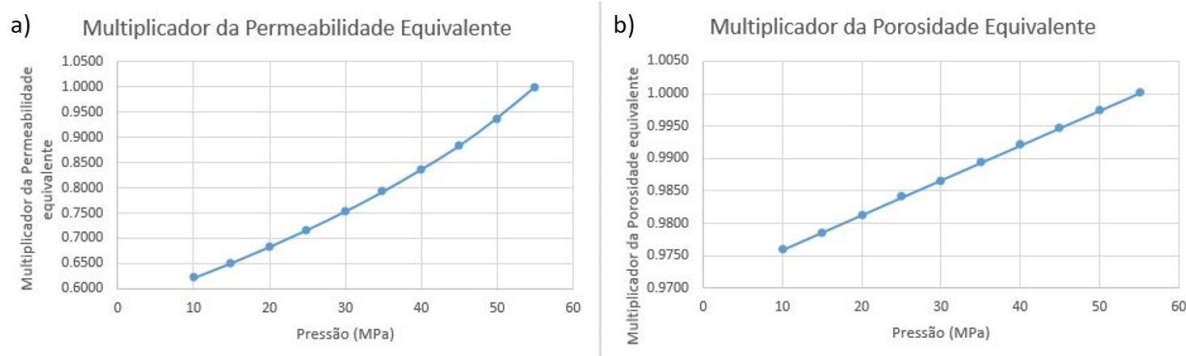 a)
Multiplicador da Permeabilidade Equivalente
Multiplicador da Permeabilidade
equivalente
1.0500
1.0000
0.9500
0.9000
0.8500
0.8000
0.7500
0.7000
0.6500
0.6000
0 10 20 30 40 50 60
Pressão (MPa)
b)
Multiplicador da Porosidade Equivalente
Multiplicador da Porosidade equivalente
1.0050
1.0000
0.9950
0.9900
0.9850
0.9800
0.9750
0.9700
0 10 20 30 40 50 60
Pressão (MPa)